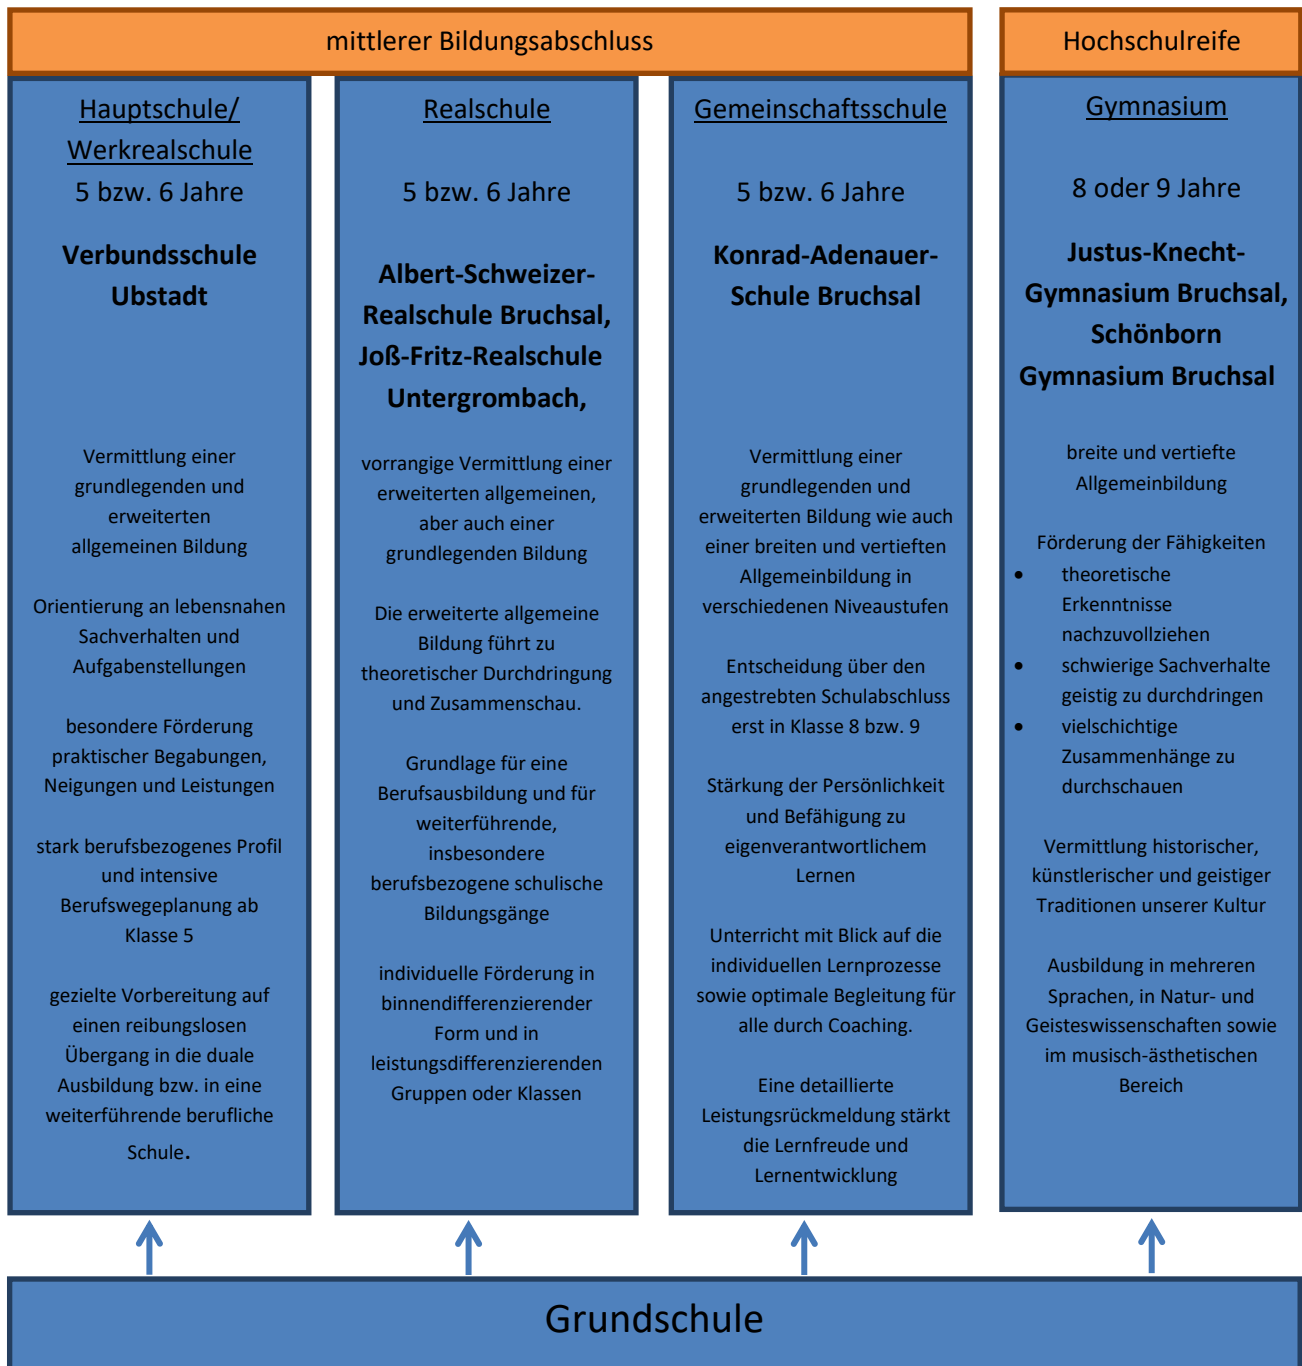 mittlerer Bildungsabschluss
Hochschulreife
Hauptschule/
Werkrealschule
5 bzw. 6 Jahre
Verbundsschule
Ubstadt
Vermittlung einer
grundlegenden und
erweiterten
allgemeinen Bildung
Orientierung an lebensnahen
Sachverhalten und
Aufgabenstellungen
besondere Förderung
praktischer Begabungen,
Neigungen und Leistungen
stark berufsbezogenes Profil
und intensive
Berufswegeplanung ab
Klasse 5
gezielte Vorbereitung auf
einen reibungslosen
Übergang in die duale
Ausbildung bzw. in eine
weiterführende berufliche
Schule.
Realschule
5 bzw. 6 Jahre
Albert-Schweizer-
Realschule Bruchsal,
Joß-Fritz-Realschule
Untergrombach,
vorrangige Vermittlung einer
erweiterten allgemeinen,
aber auch einer
grundlegenden Bildung
Die erweiterte allgemeine
Bildung führt zu
theoretischer Durchdringung
und Zusammenschau.
Grundlage für eine
Berufsausbildung und für
weiterführende,
insbesondere
berufsbezogene schulische
Bildungsgänge
individuelle Förderung in
binnendifferenzierender
Form und in
leistungsdifferenzierenden
Gruppen oder Klassen
Gemeinschaftsschule
5 bzw. 6 Jahre
Konrad-Adenauer-
Schule Bruchsal
Vermittlung einer
grundlegenden und
erweiterten Bildung wie auch
einer breiten und vertieften
Allgemeinbildung in
verschiedenen Niveaustufen
Entscheidung über den
angestrebten Schulabschluss
erst in Klasse 8 bzw. 9
Stärkung der Persönlichkeit
und Befähigung zu
eigenverantwortlichem
Lernen
Unterricht mit Blick auf die
individuellen Lernprozesse
sowie optimale Begleitung für
alle durch Coaching.
Eine detaillierte
Leistungsrückmeldung stärkt
die Lernfreude und
Lernentwicklung
Gymnasium
8 oder 9 Jahre
Justus-Knecht-
Gymnasium Bruchsal,
Schönborn
Gymnasium Bruchsal
breite und vertiefte
Allgemeinbildung
Förderung der Fähigkeiten
• theoretische
Erkenntnisse
nachzuvollziehen
• schwierige Sachverhalte
geistig zu durchdringen
• vielschichtige
Zusammenhänge zu
durchschauen
Vermittlung historischer,
künstlerischer und geistiger
Traditionen unserer Kultur
Ausbildung in mehreren
Sprachen, in Natur- und
Geisteswissenschaften sowie
im musisch-ästhetischen
Bereich
Grundschule